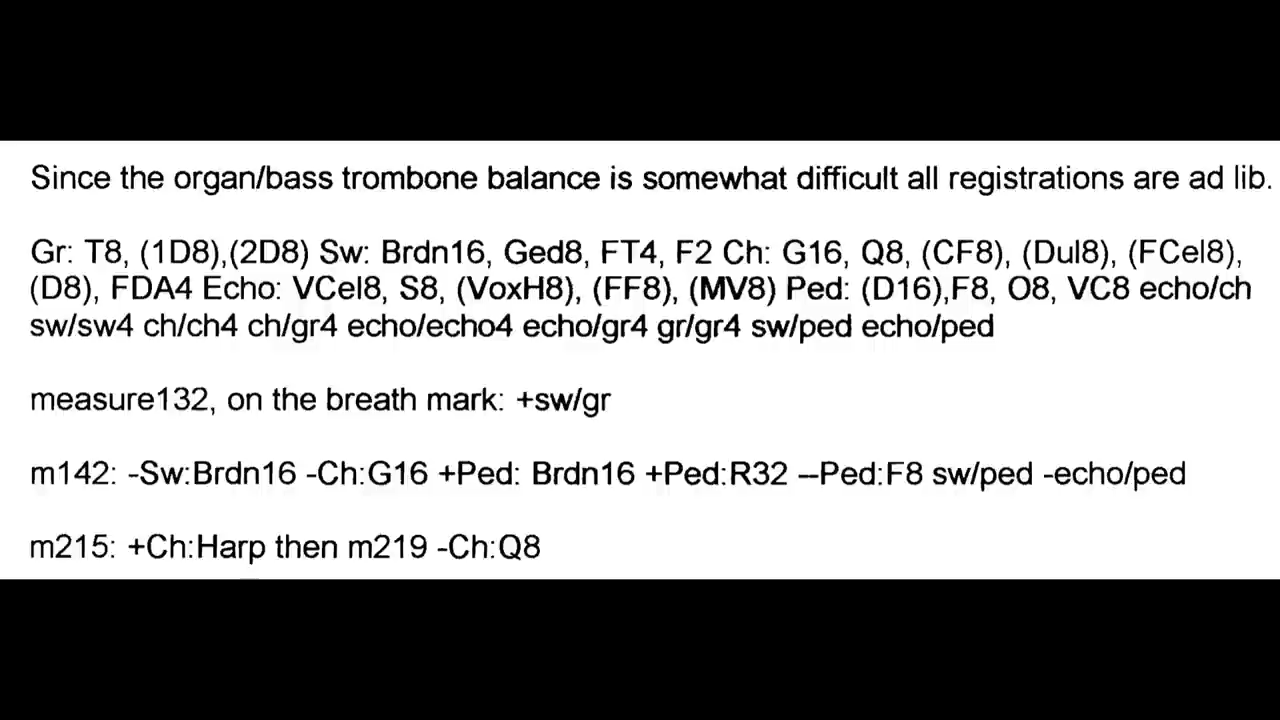 Since the organ/bass trombone balance is somewhat difficult all registrations are ad lib.
Gr: T8, (1D8),(2D8) Sw: Brdn16, Ged8, FT4, F2 Ch: G16, Q8, (CF8), (Dul8), (FCel8),
(D8), FDA4 Echo: VCel8, S8, (VoxH8), (FF8), (MV8) Ped: (D16),F8, O8, VC8 echo/ch
sw/sw4 ch/ch4 ch/gr4 echo/echo4 echo/gr4 gr/gr4 sw/ped echo/ped
measure132, on the breath mark: +sw/gr
m142: -Sw:Brdn16 -Ch:G16 +Ped: Brdn16 +Ped:R32 –Ped:F8 sw/ped -echo/ped
m215: +Ch:Harp then m219 -Ch:Q8